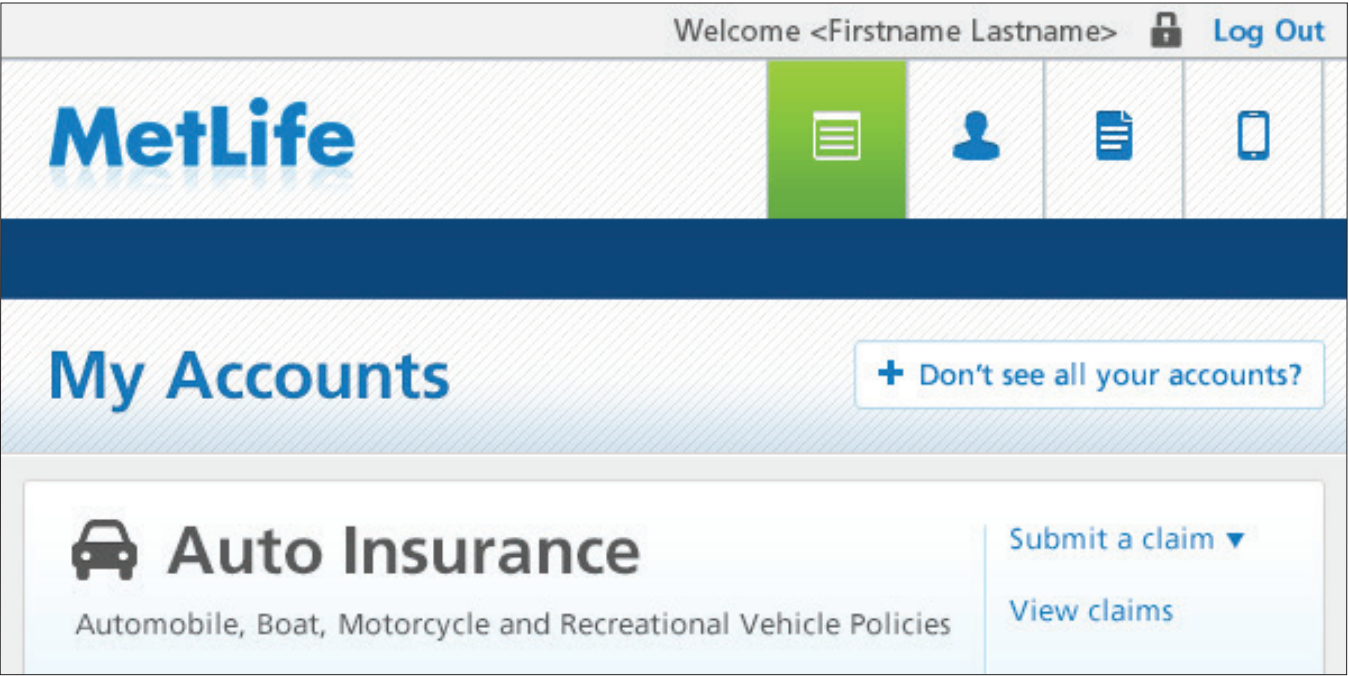 Welcome <Firstname Lastname> Log Out
MetLife
My Accounts
+ Don't see all your accounts?
Auto Insurance
Automobile, Boat, Motorcycle and Recreational Vehicle Policies
Submit a claim ▼
View claims